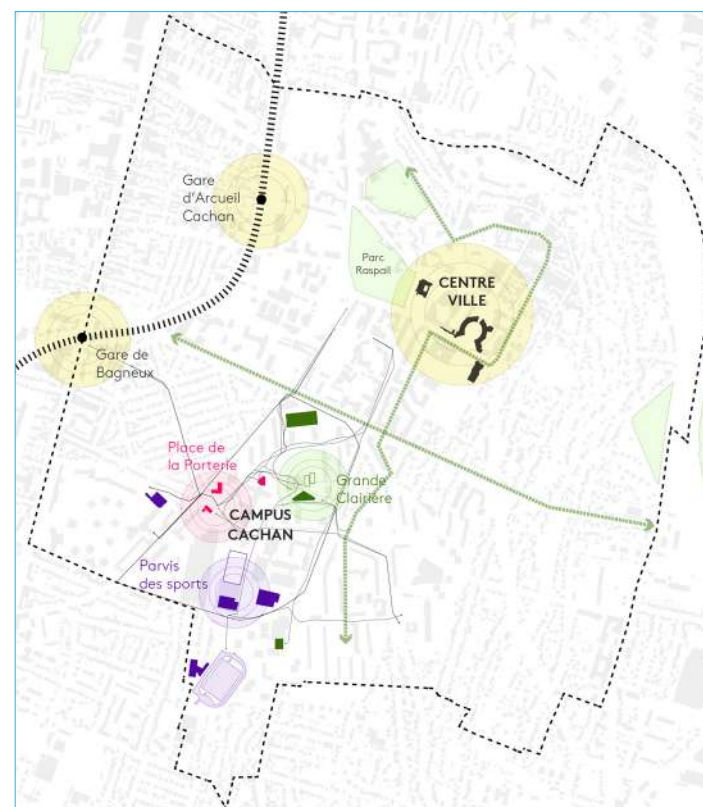 Gare
d'Arcueil
Cachan
Parc
Raspail
CENTRE
VILLE
Gare de
Bagneux
Place de
la Porterie
Grande
Clairière
CAMPUS
CACHAN
Parvis
des sports